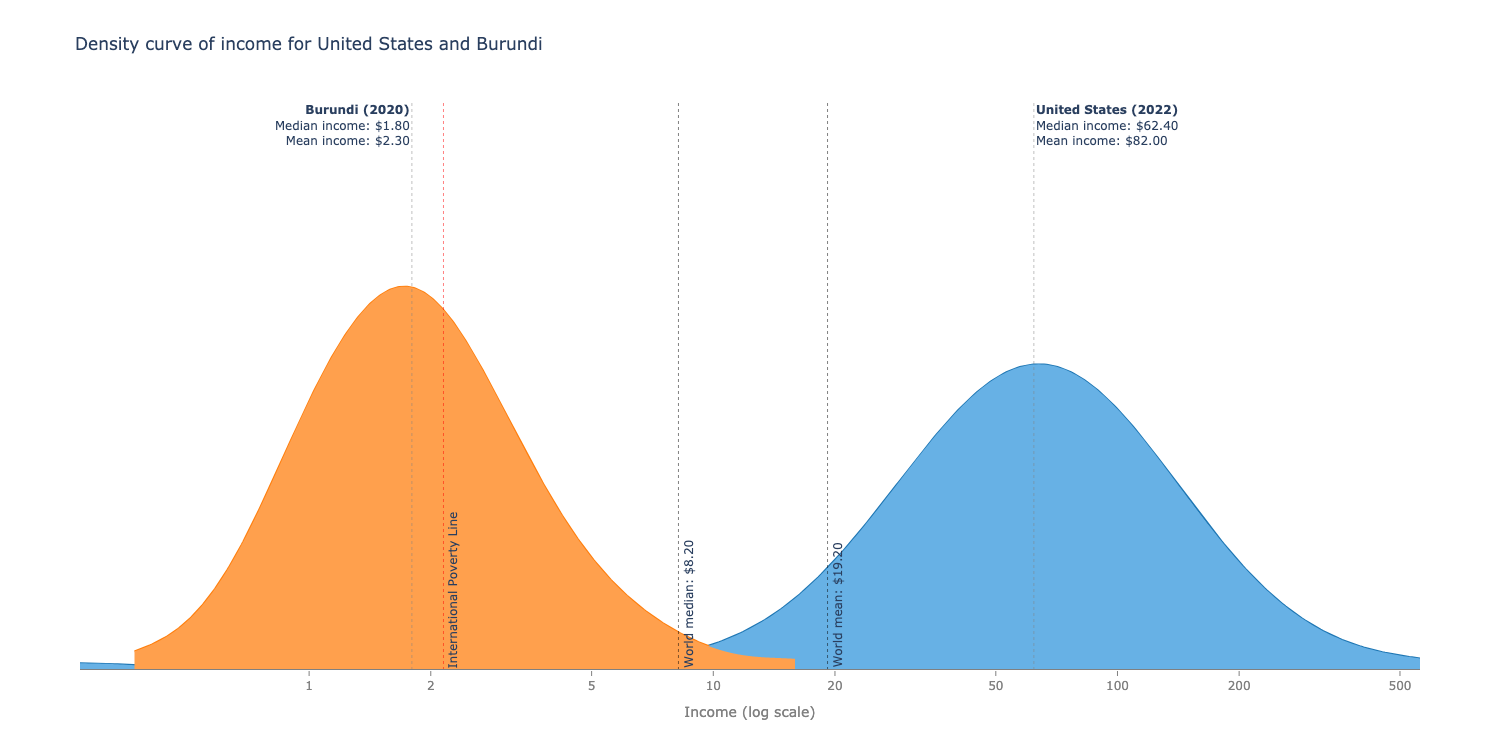 Density curve of income for United States and Burundi
Burundi (2020)
Median income: $1.80
Mean income: $2.30
United States (2022)
Median income: $62.40
Mean income: $82.00
International Poverty Line
World median: $8.20
World mean: $19.20
1
2
5
10
20
50
100
200
500
Income (log scale)